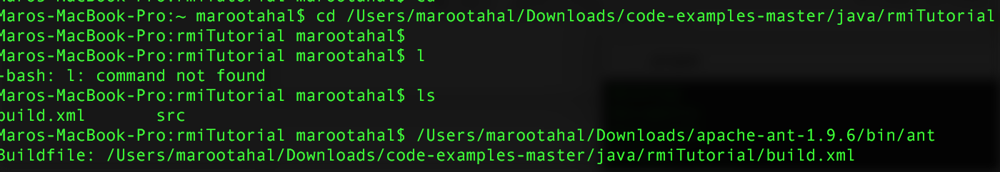 Maros-MacBook-Pro:~ marootahal$ cd /Users/marootahal/Downloads/code-examples-master/java/rmiTutorial
Maros-MacBook-Pro:rmiTutorial marootahal$
Maros-MacBook-Pro:rmiTutorial marootahal$ l
-bash: l: command not found
Maros-MacBook-Pro:rmiTutorial marootahal$ ls
build.xml src
Maros-MacBook-Pro:rmiTutorial marootahal$ /Users/marootahal/Downloads/apache-ant-1.9.6/bin/ant
Buildfile: /Users/marootahal/Downloads/code-examples-master/java/rmiTutorial/build.xml